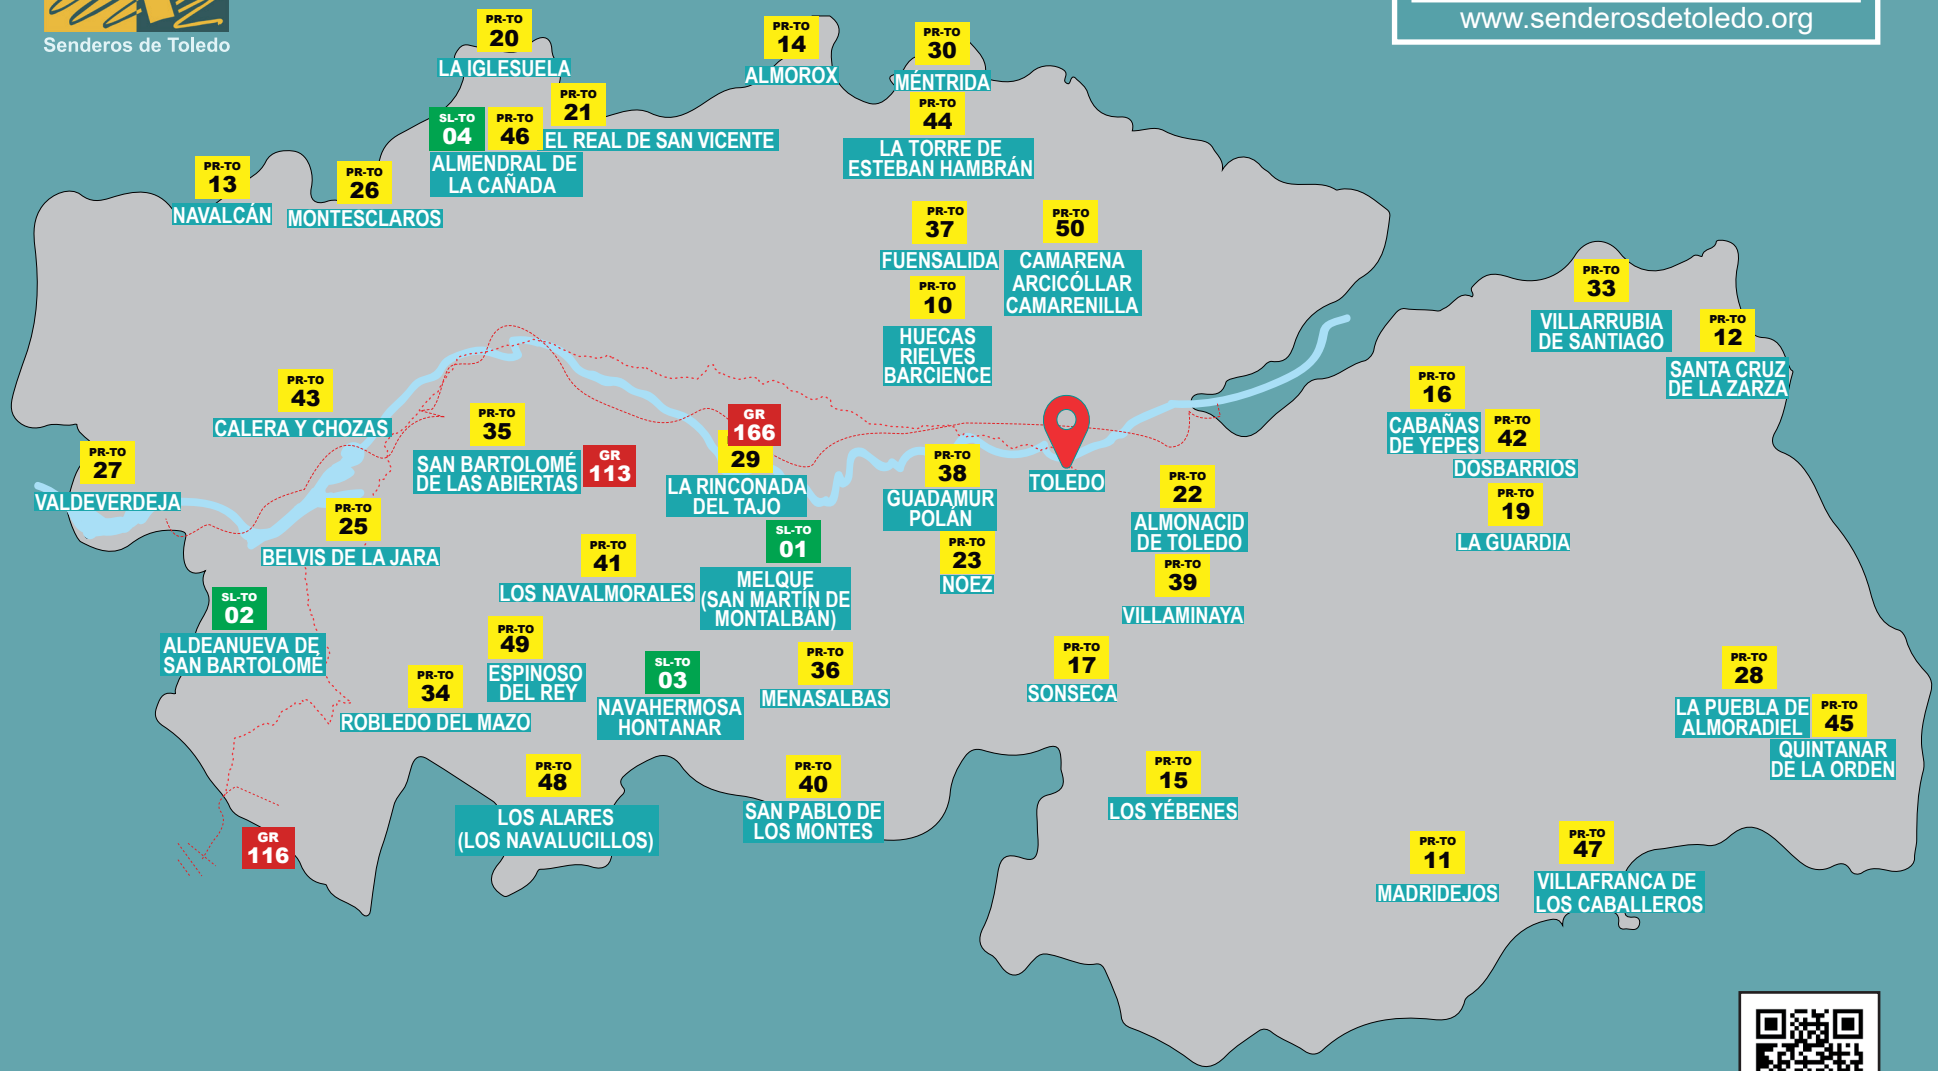 Senderos de Toledo
www.senderosdetoledo.org
PR-TO
20
LA IGLESUELA
PR-TO
14
ALMOROX
PR-TO
30
MÉNTRIDA
PR-TO
21
EL REAL DE SAN VICENTE
SL-TO
04
PR-TO
46
ALMENDRAL DE
LA CAÑADA
PR-TO
44
LA TORRE DE
ESTEBAN HAMBRÁN
PR-TO
13
NAVALCÁN
PR-TO
26
MONTESCLAROS
PR-TO
37
FUENSALIDA
PR-TO
50
CAMARENA
ARCICÓLLAR
CAMARENILLA
PR-TO
10
HUECAS
RIELVES
BARCIENCE
PR-TO
33
VILLARRUBIA
DE SANTIAGO
PR-TO
12
SANTA CRUZ
DE LA ZARZA
PR-TO
43
CALERA Y CHOZAS
PR-TO
16
CABAÑAS
DE YEPES
PR-TO
42
DOSBARRIOS
PR-TO
35
SAN BARTOLOMÉ
DE LAS ABIERTAS
GR
113
GR
166
29
LA RINCONADA
DEL TAJO
PR-TO
27
VALDEVERDEJA
PR-TO
38
GUADAMUR
POLÁN
TOLEDO
PR-TO
22
ALMONACID
DE TOLEDO
PR-TO
19
LA GUARDIA
PR-TO
25
BELVIS DE LA JARA
PR-TO
41
LOS NAVALMORALES
SL-TO
01
MELQUE
(SAN MARTÍN DE
MONTALBÁN)
PR-TO
23
NOEZ
PR-TO
39
VILLAMINAYA
SL-TO
02
ALDEANUEVA DE
SAN BARTOLOMÉ
PR-TO
49
ESPINOSO
DEL REY
PR-TO
34
ROBLEDO DEL MAZO
SL-TO
03
NAVAHERMOSA
HONTANAR
PR-TO
36
MENASALBAS
PR-TO
17
SONSECA
PR-TO
28
LA PUEBLA DE
ALMORADIEL
PR-TO
45
QUINTANAR
DE LA ORDEN
PR-TO
48
LOS ALARES
(LOS NAVALUCILLOS)
PR-TO
40
SAN PABLO DE
LOS MONTES
PR-TO
15
LOS YÉBENES
GR
116
PR-TO
11
MADRIDEJOS
PR-TO
47
VILLAFRANCA DE
LOS CABALLEROS